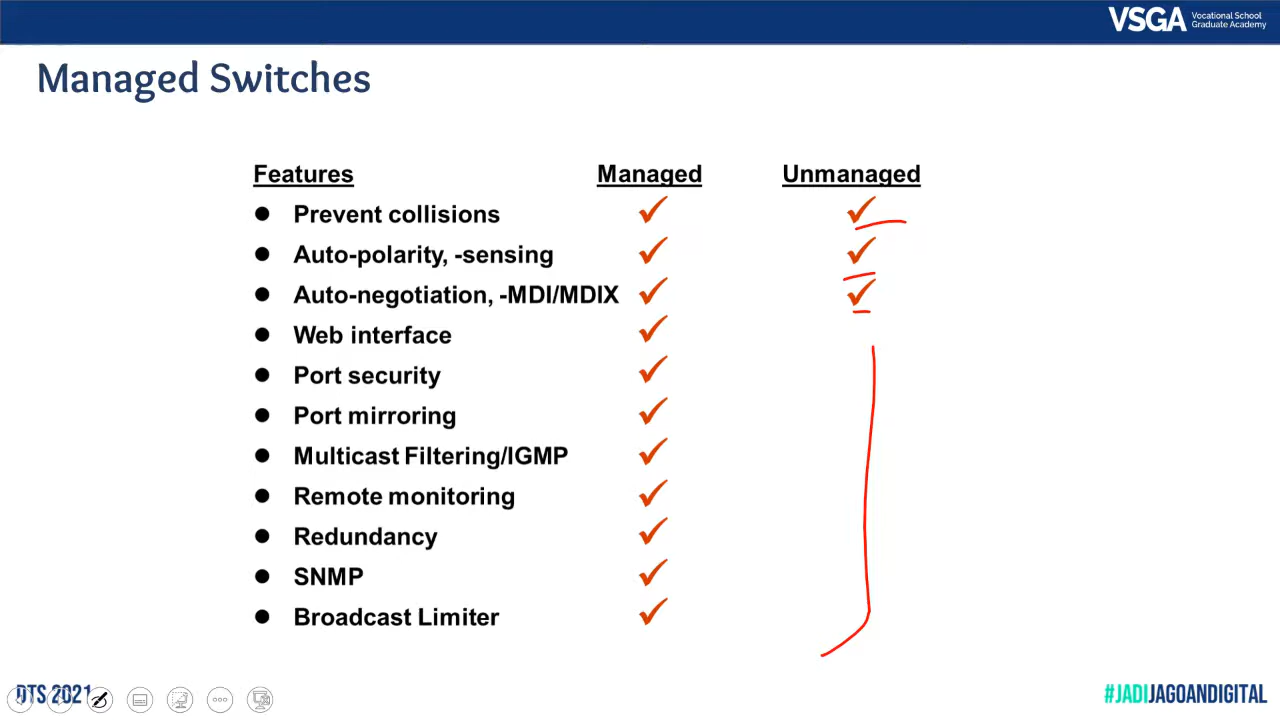 VSGA Vocational School
Graduate Academy
Managed Switches
Features Managed Unmanaged
Prevent collisions
Auto-polarity, -sensing
Auto-negotiation, -MDI/MDIX
Web interface
Port security
Port mirroring
Multicast Filtering/IGMP
Remote monitoring
Redundancy
SNMP
Broadcast Limiter
DTS 2021
#JADIJAGOANDIGITAL